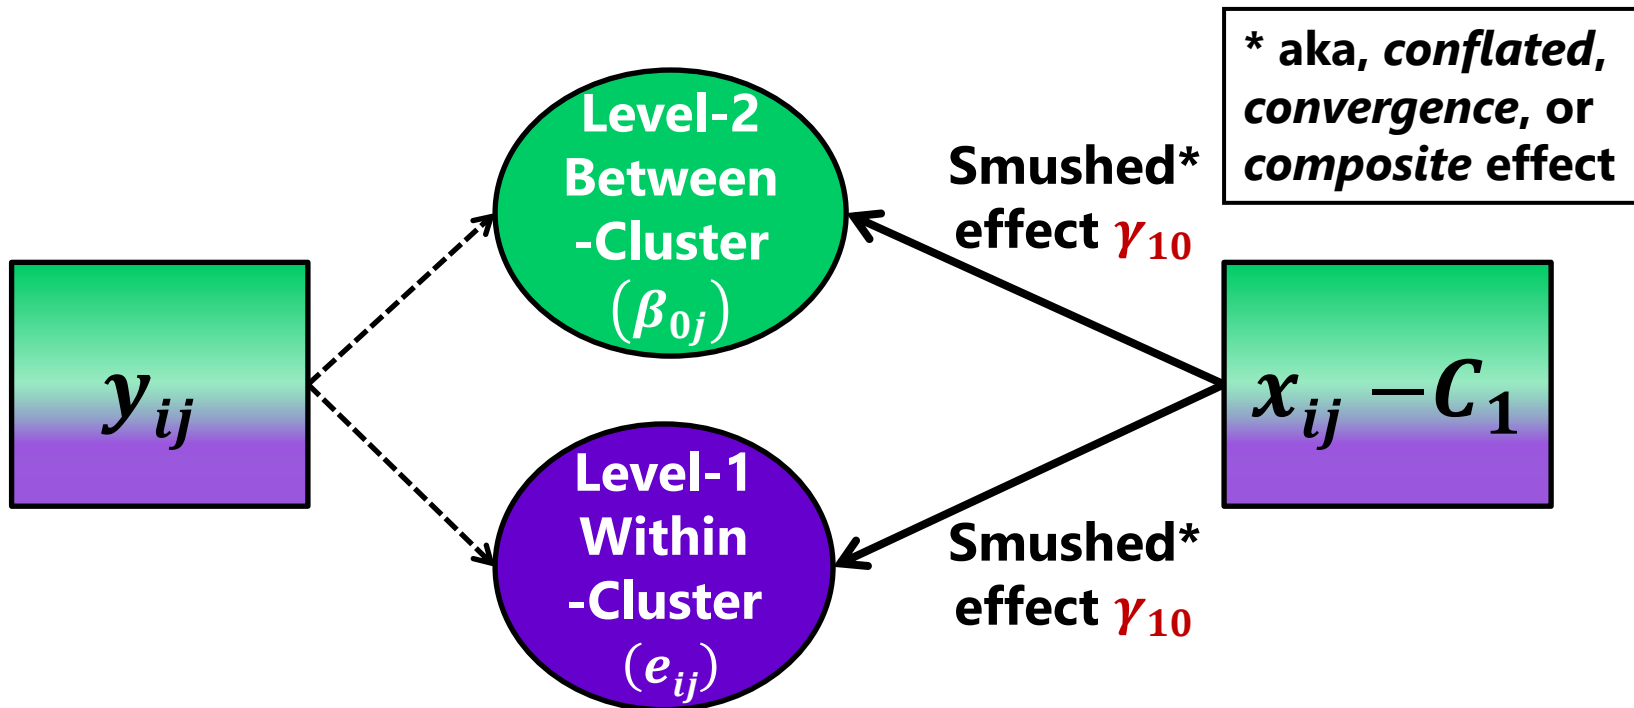 * aka, conflated,
convergence, or
composite effect
Level-2
Between
-Cluster
(β₀ⱼ)
Smushed*
effect γ₁₀
yᵢⱼ
xᵢⱼ −C₁
Level-1
Within
-Cluster
(eᵢⱼ)
Smushed*
effect γ₁₀